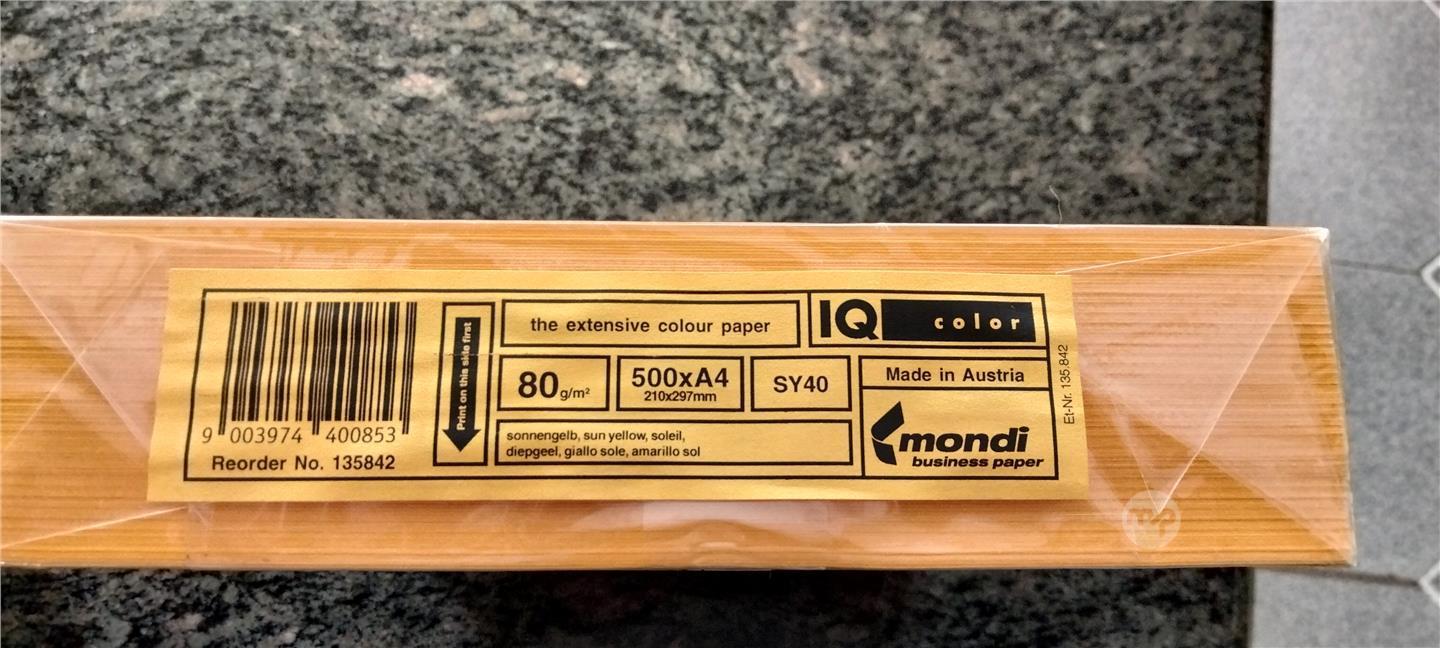 9 003974 400853
Reorder No. 135842
Print on this side first
the extensive colour paper
IQ color
80 g/m²
500xA4
210x297mm
SY40
sonnengelb, sun yellow, soleil,
diepgeel, giallo sole, amarillo sol
Made in Austria
mondi
business paper
Et-Nr. 135.842